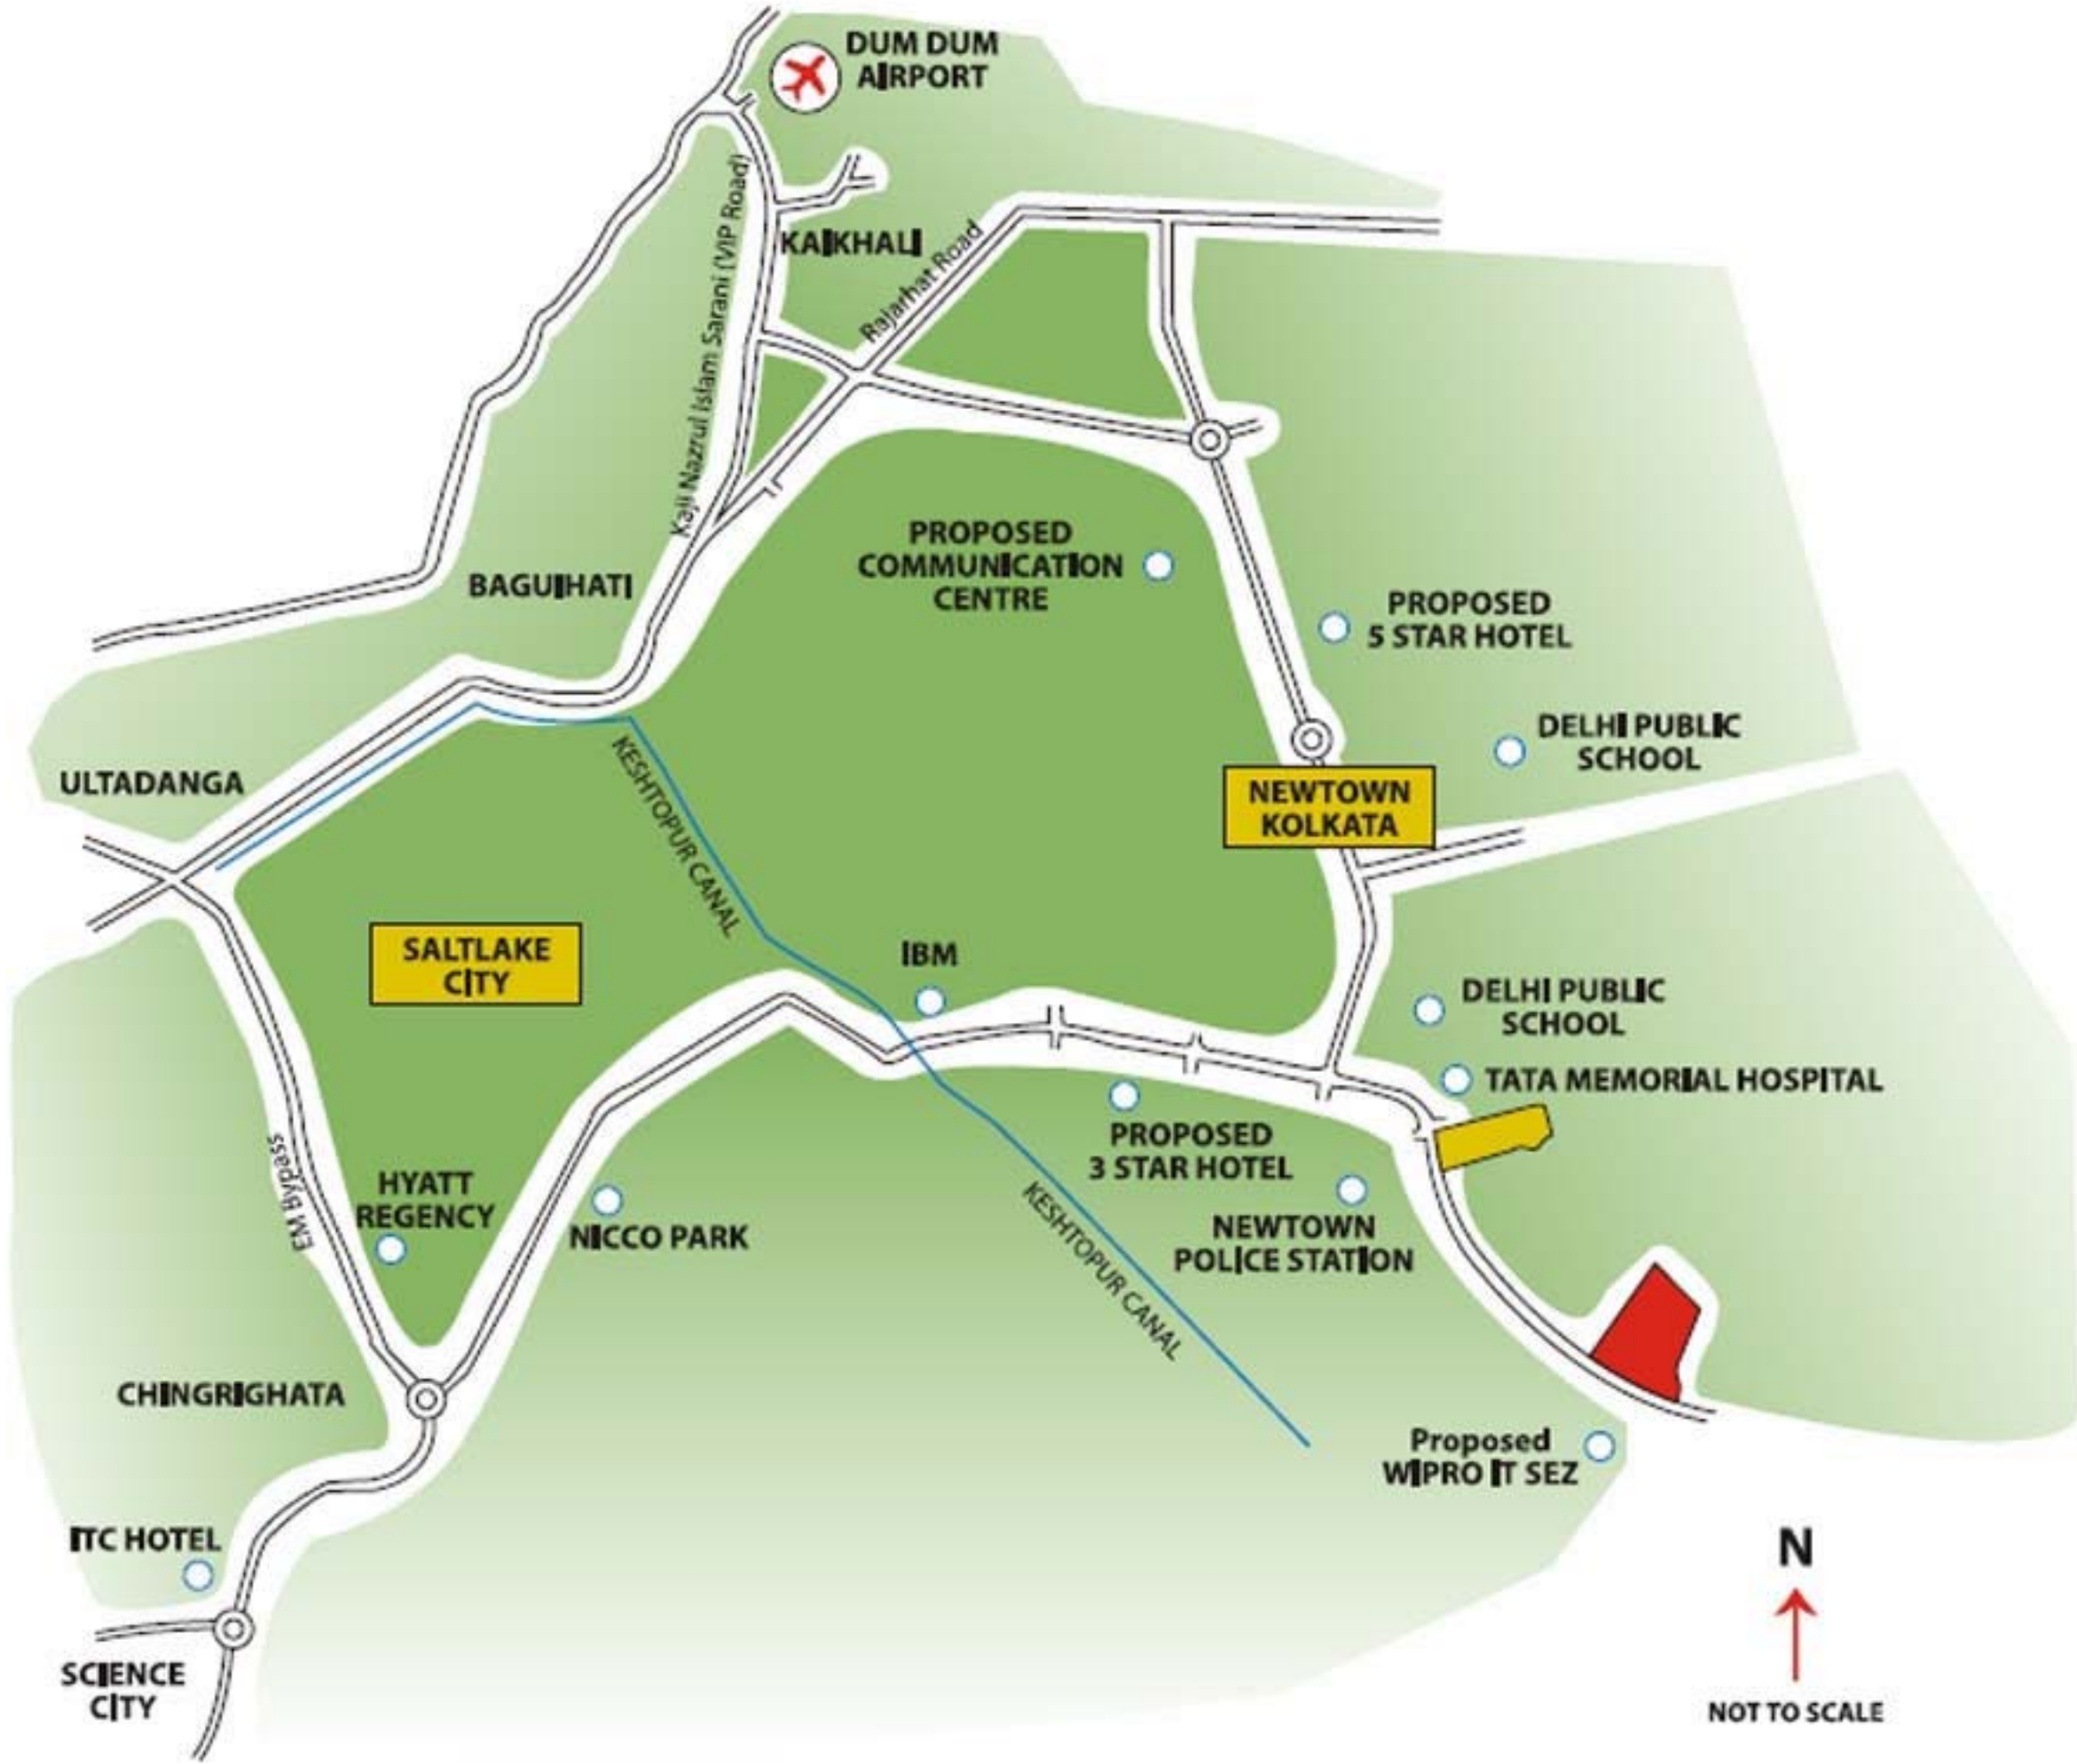 DUM DUM
AIRPORT
KAIKHALI
Rajarhat Road
Kaji Nazrul Islam Sarani (VIP Road)
PROPOSED
COMMUNICATION
CENTRE
BAGUIHATI
PROPOSED
5 STAR HOTEL
DELHI PUBLIC
SCHOOL
ULTADANGA
KESHTOPUR CANAL
NEWTOWN
KOLKATA
SALTLAKE
CITY
IBM
DELHI PUBLIC
SCHOOL
TATA MEMORIAL HOSPITAL
PROPOSED
3 STAR HOTEL
EM Bypass
HYATT
REGENCY
NICCO PARK
KESHTOPUR CANAL
NEWTOWN
POLICE STATION
CHINGRIGHATA
Proposed
WIPRO IT SEZ
ITC HOTEL
N
SCIENCE
CITY
NOT TO SCALE